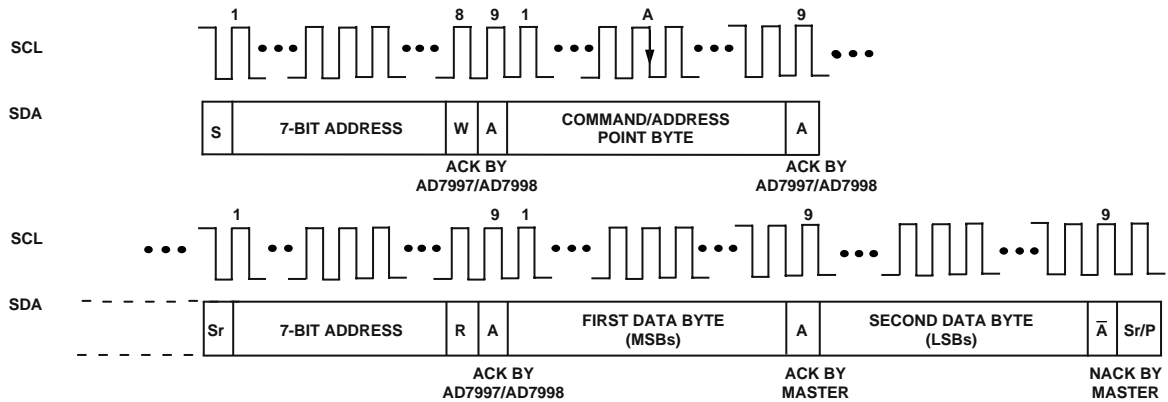 1 8 9 1 A 9
SCL
SDA
S 7-BIT ADDRESS W A COMMAND/ADDRESS POINT BYTE A
ACK BY AD7997/AD7998
ACK BY AD7997/AD7998
1 9 1 9 9
SCL
SDA
Sr 7-BIT ADDRESS R A FIRST DATA BYTE (MSBs) A SECOND DATA BYTE (LSBs) A̅ Sr/P
ACK BY AD7997/AD7998
ACK BY MASTER
NACK BY MASTER